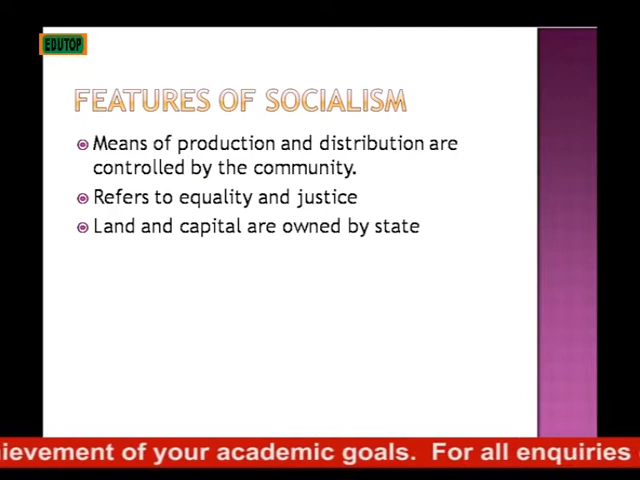 EDUTOP
FEATURES OF SOCIALISM
Means of production and distribution are
controlled by the community.
Refers to equality and justice
Land and capital are owned by state
of your academic goals. For all enquiries